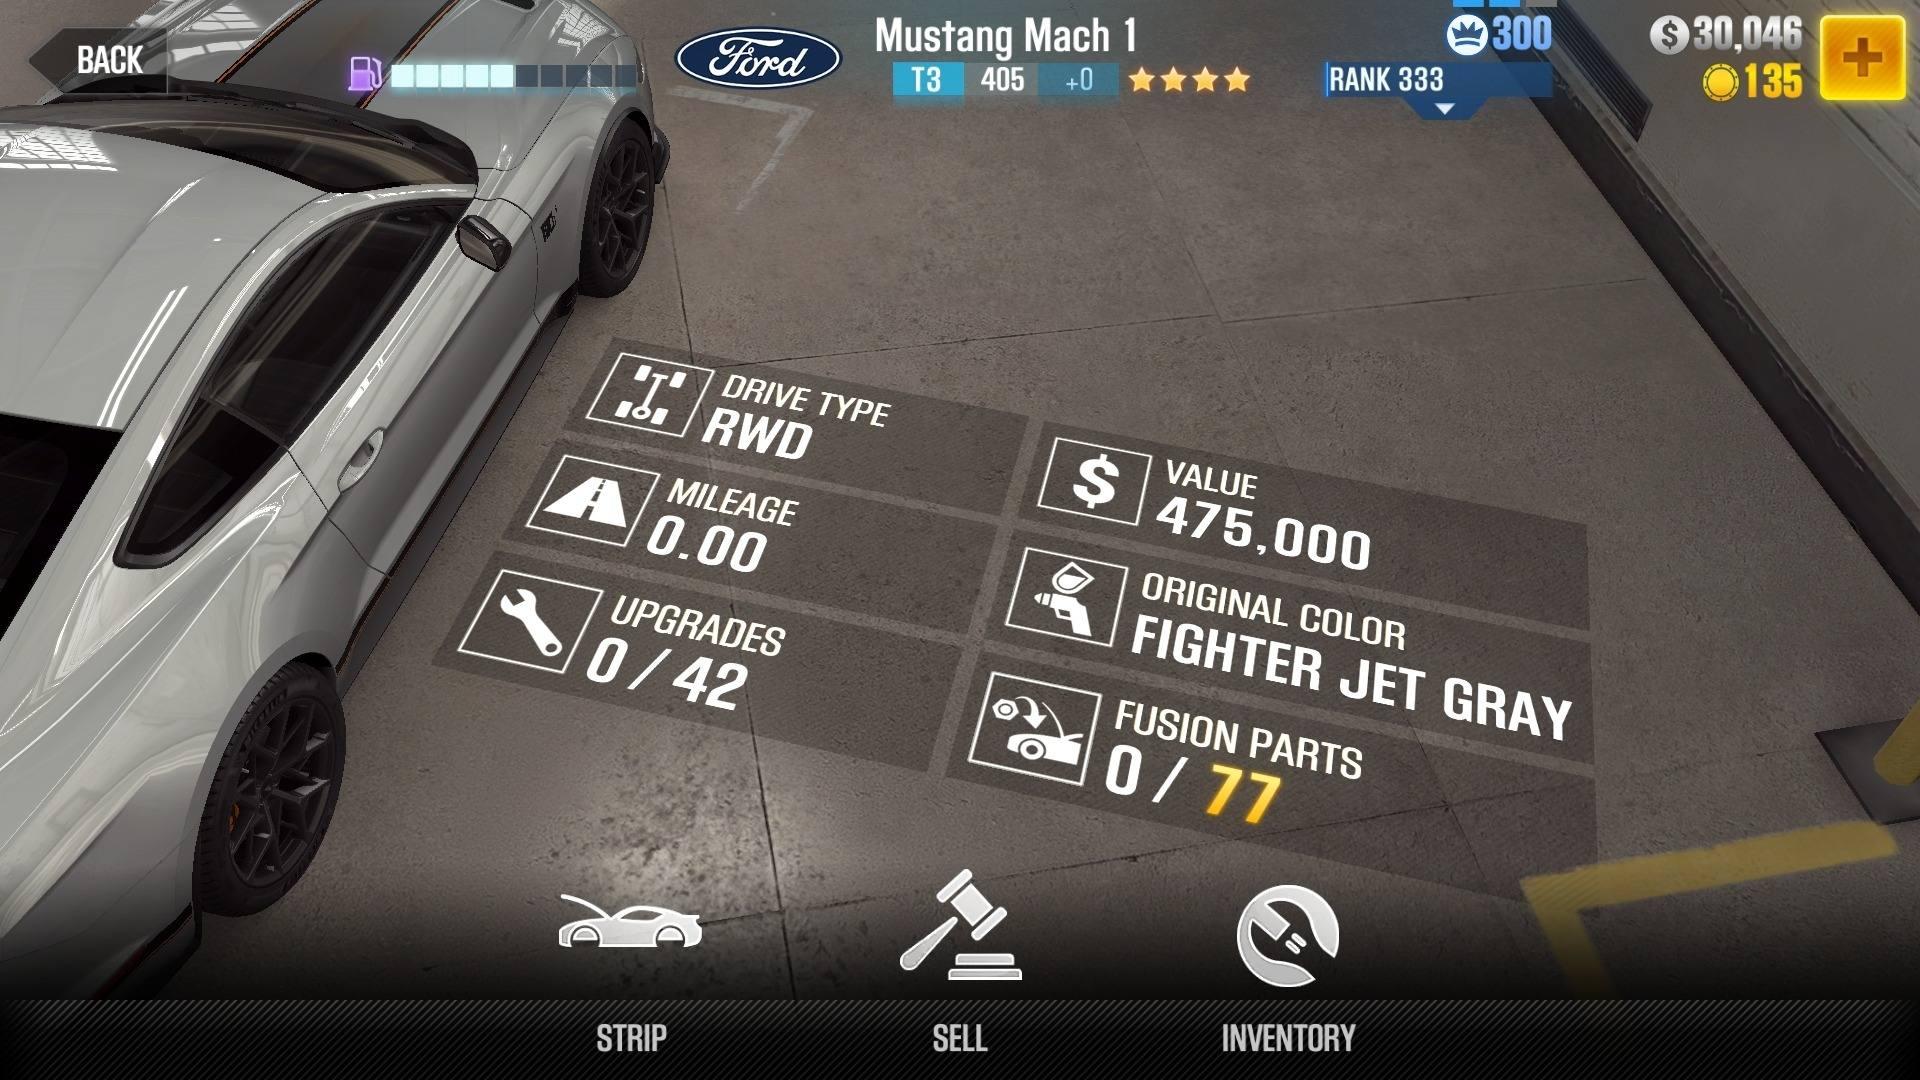 BACK
Ford
Mustang Mach 1
T3 405 +0
300
RANK 333
30,046
135
DRIVE TYPE
RWD
MILEAGE
0.00
UPGRADES
0 / 42
$
VALUE
475,000
ORIGINAL COLOR
FIGHTER JET GRAY
FUSION PARTS
0 / 77
STRIP
SELL
INVENTORY